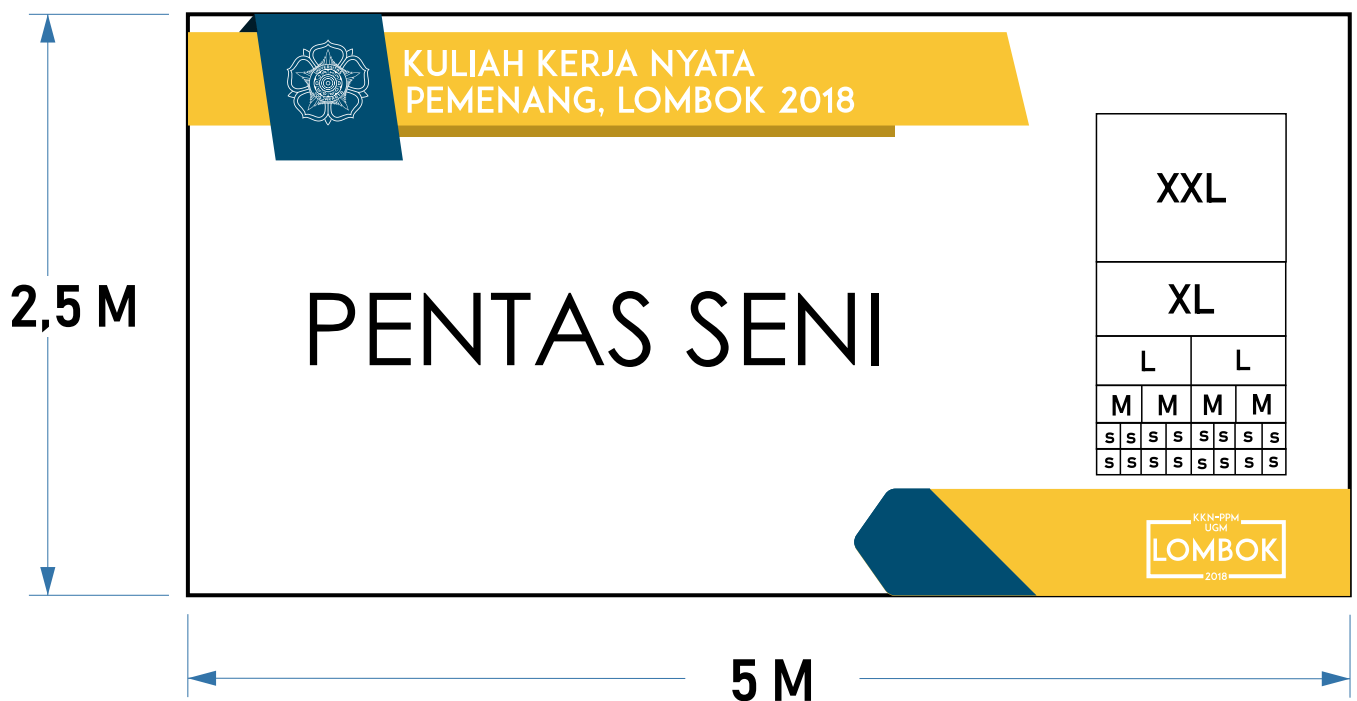 KULIAH KERJA NYATA
PEMENANG, LOMBOK 2018
XXL
2,5 M
PENTAS SENI
XL
L L
M M M M
S S S S S S S S
S S S S S S S S
KKN-PPM
UGM
LOMBOK
2018
5 M